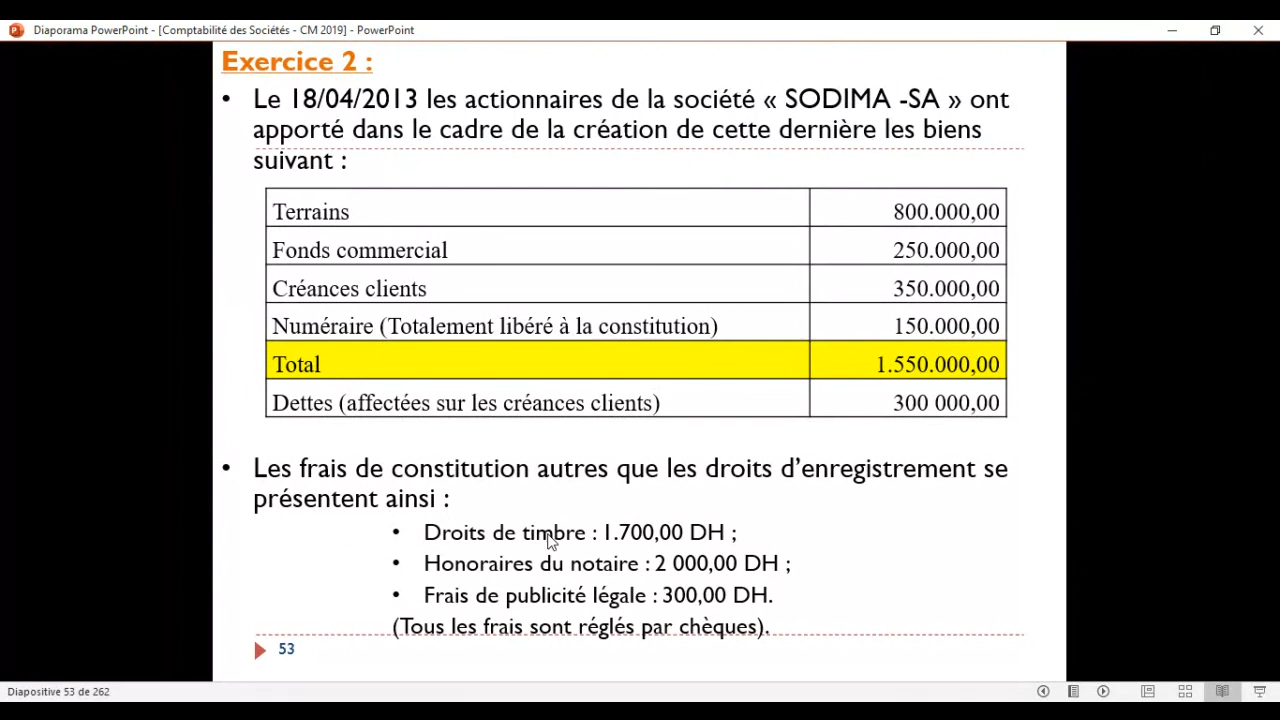 Diaporama PowerPoint - [Comptabilité des Sociétés - CM 2019] - PowerPoint
Exercice 2 :
• Le 18/04/2013 les actionnaires de la société « SODIMA -SA » ont
apporté dans le cadre de la création de cette dernière les biens
suivant :
Terrains 800.000,00
Fonds commercial 250.000,00
Créances clients 350.000,00
Numéraire (Totalement libéré à la constitution) 150.000,00
Total 1.550.000,00
Dettes (affectées sur les créances clients) 300 000,00
• Les frais de constitution autres que les droits d'enregistrement se
présentent ainsi :
• Droits de timbre : 1.700,00 DH ;
• Honoraires du notaire : 2 000,00 DH ;
• Frais de publicité légale : 300,00 DH.
(Tous les frais sont réglés par chèques).
53
Diapositive 53 de 262